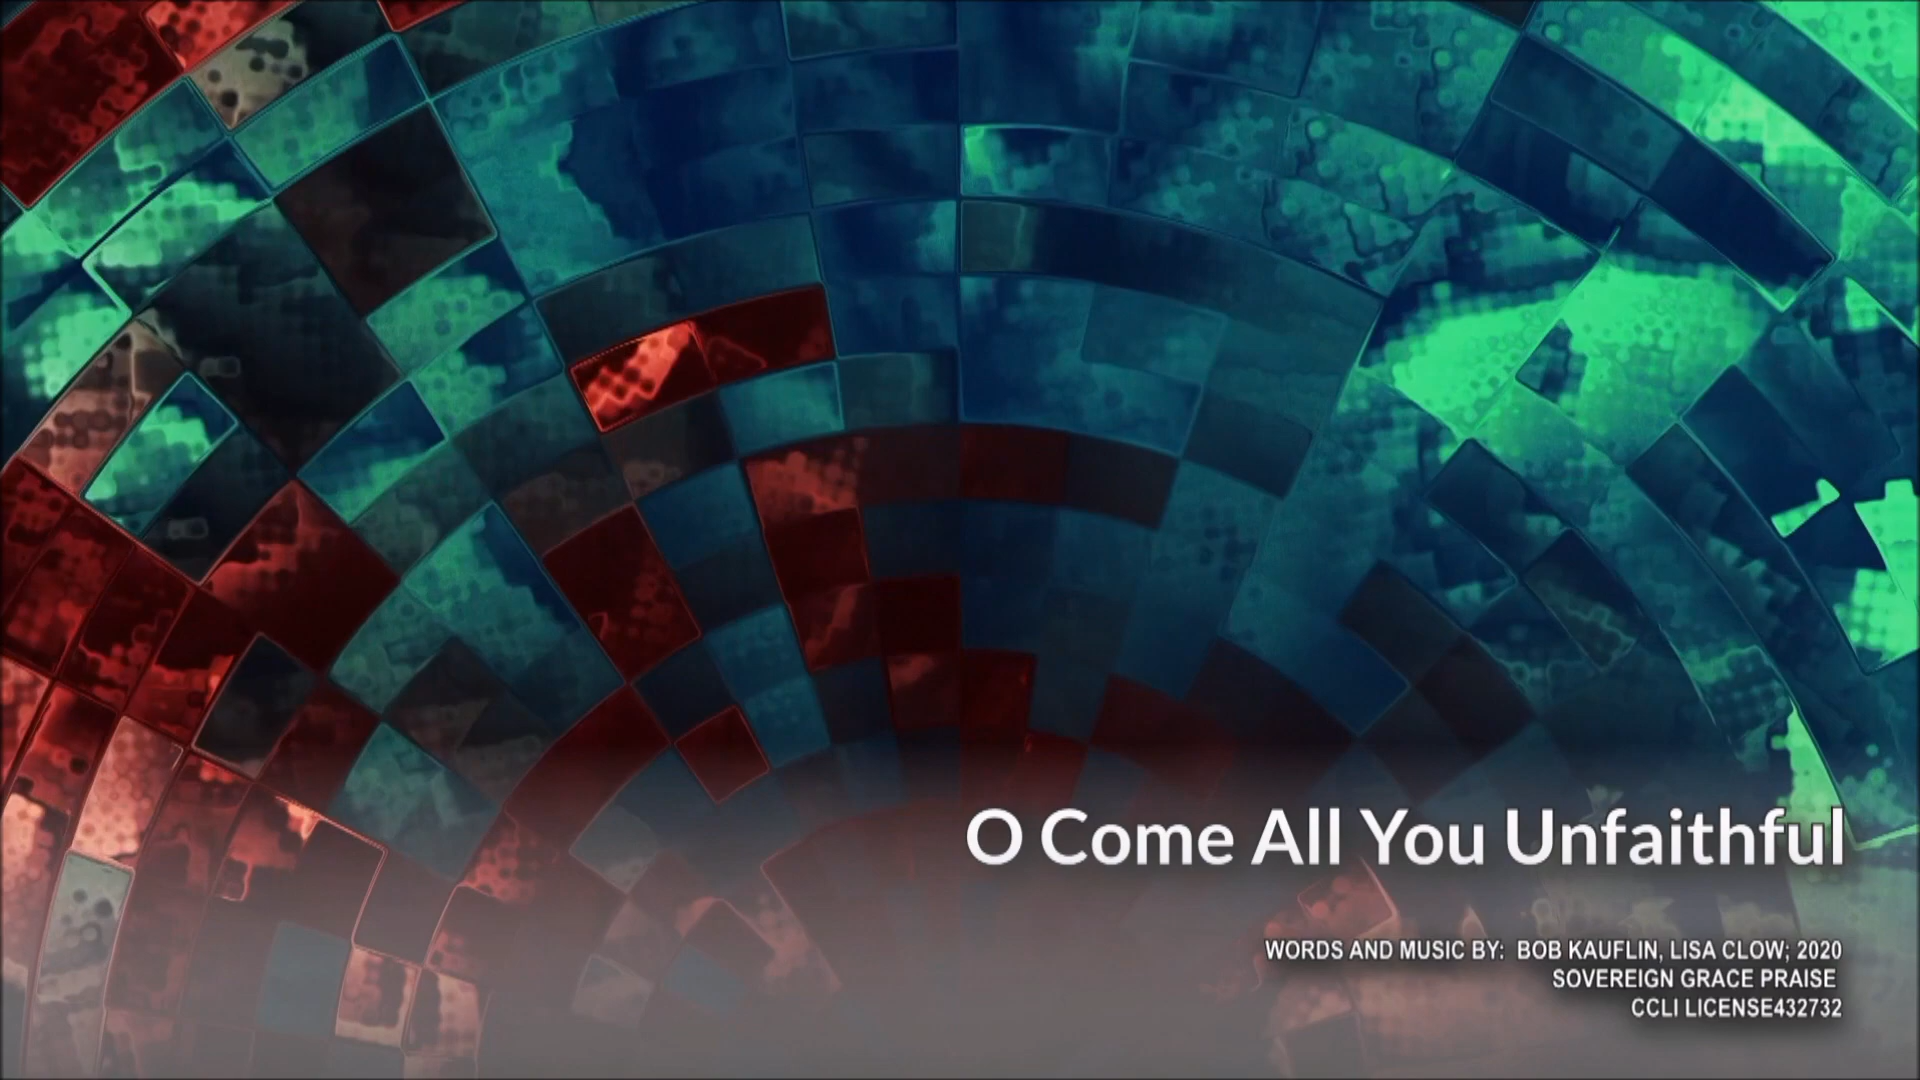 O Come All You Unfaithful
WORDS AND MUSIC BY:  BOB KAUFLIN, LISA CLOW; 2020
SOVEREIGN GRACE PRAISE
CCLI LICENSE432732